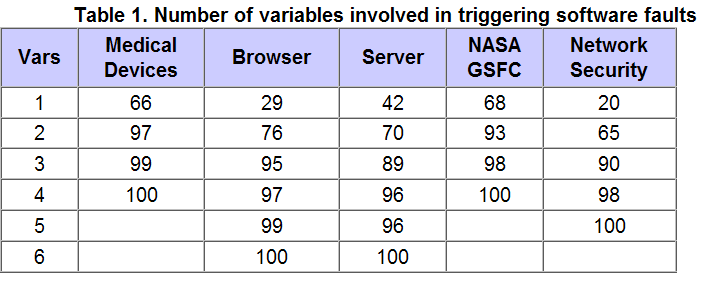 Table 1. Number of variables involved in triggering software faults
Vars Medical Devices Browser Server NASA GSFC Network Security
1 66 29 42 68 20
2 97 76 70 93 65
3 99 95 89 98 90
4 100 97 96 100 98
5 99 96 100
6 100 100